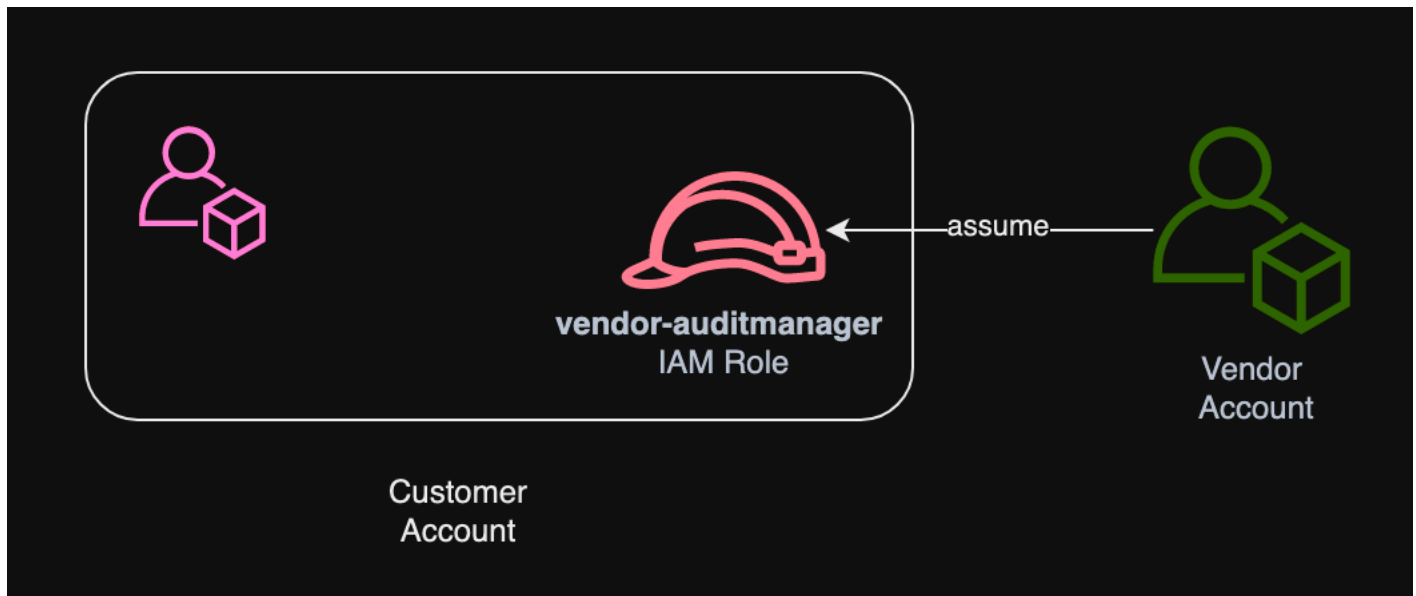 assume
vendor-auditmanager
IAM Role
Vendor
Account
Customer
Account